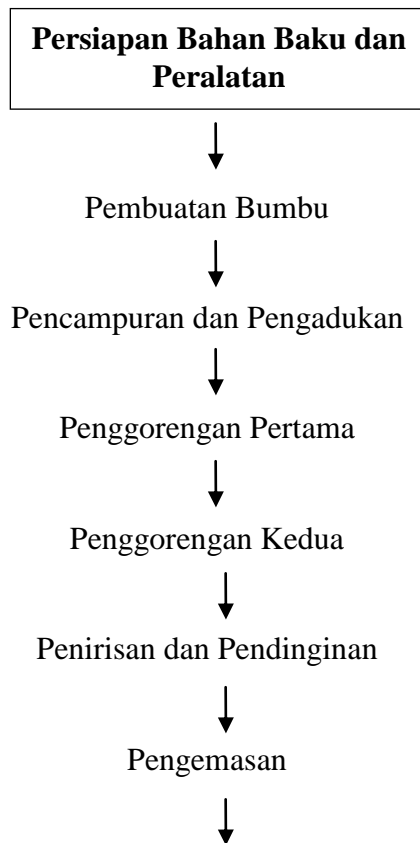 Persiapan Bahan Baku dan
Peralatan
Pembuatan Bumbu
Pencampuran dan Pengadukan
Penggorengan Pertama
Penggorengan Kedua
Penirisan dan Pendinginan
Pengemasan